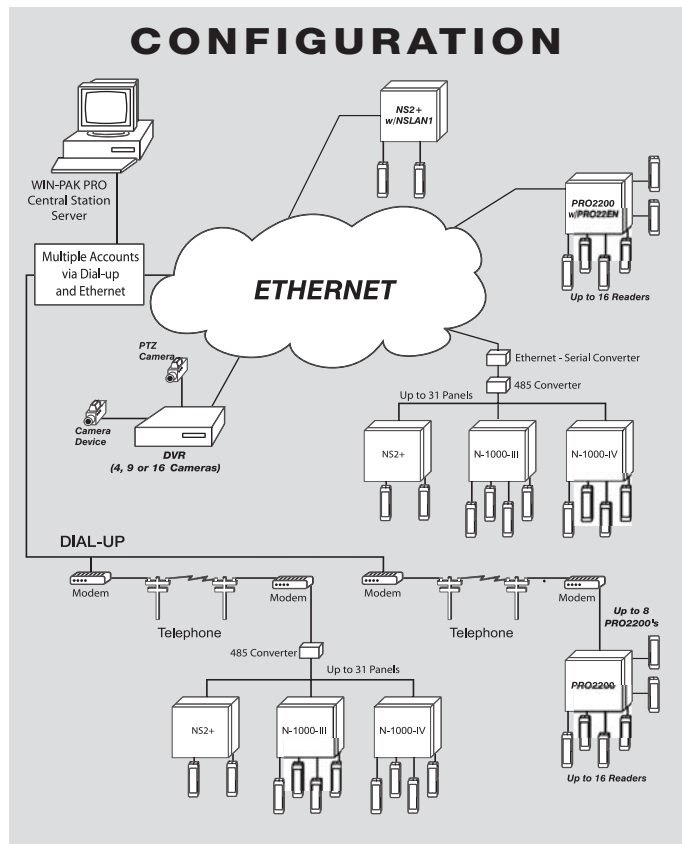 CONFIGURATION
NS2+
w/NSLAN1
WIN-PAK PRO
Central Station
Server
PRO2200
w/PRO22EN
Up to 16 Readers
Multiple Accounts
via Dial-up
and Ethernet
ETHERNET
PTZ
Camera
Camera
Device
DVR
(4, 9 or 16 Cameras)
Ethernet - Serial Converter
485 Converter
Up to 31 Panels
NS2+
N-1000-III
N-1000-IV
DIAL-UP
Modem
Telephone
Modem
Modem
Telephone
Modem
485 Converter
Up to 31 Panels
NS2+
N-1000-III
N-1000-IV
Up to 8
PRO2200's
PRO2200
Up to 16 Readers